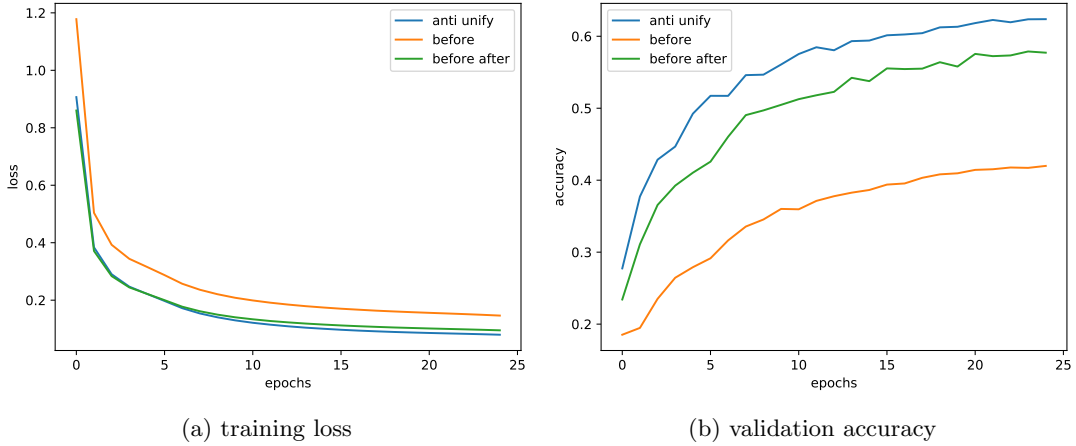 1.2
1.0
0.8
0.6
0.4
0.2
loss
0 5 10 15 20 25
epochs
anti unify
before
before after
(a) training loss
0.6
0.5
0.4
0.3
0.2
accuracy
0 5 10 15 20 25
epochs
anti unify
before
before after
(b) validation accuracy